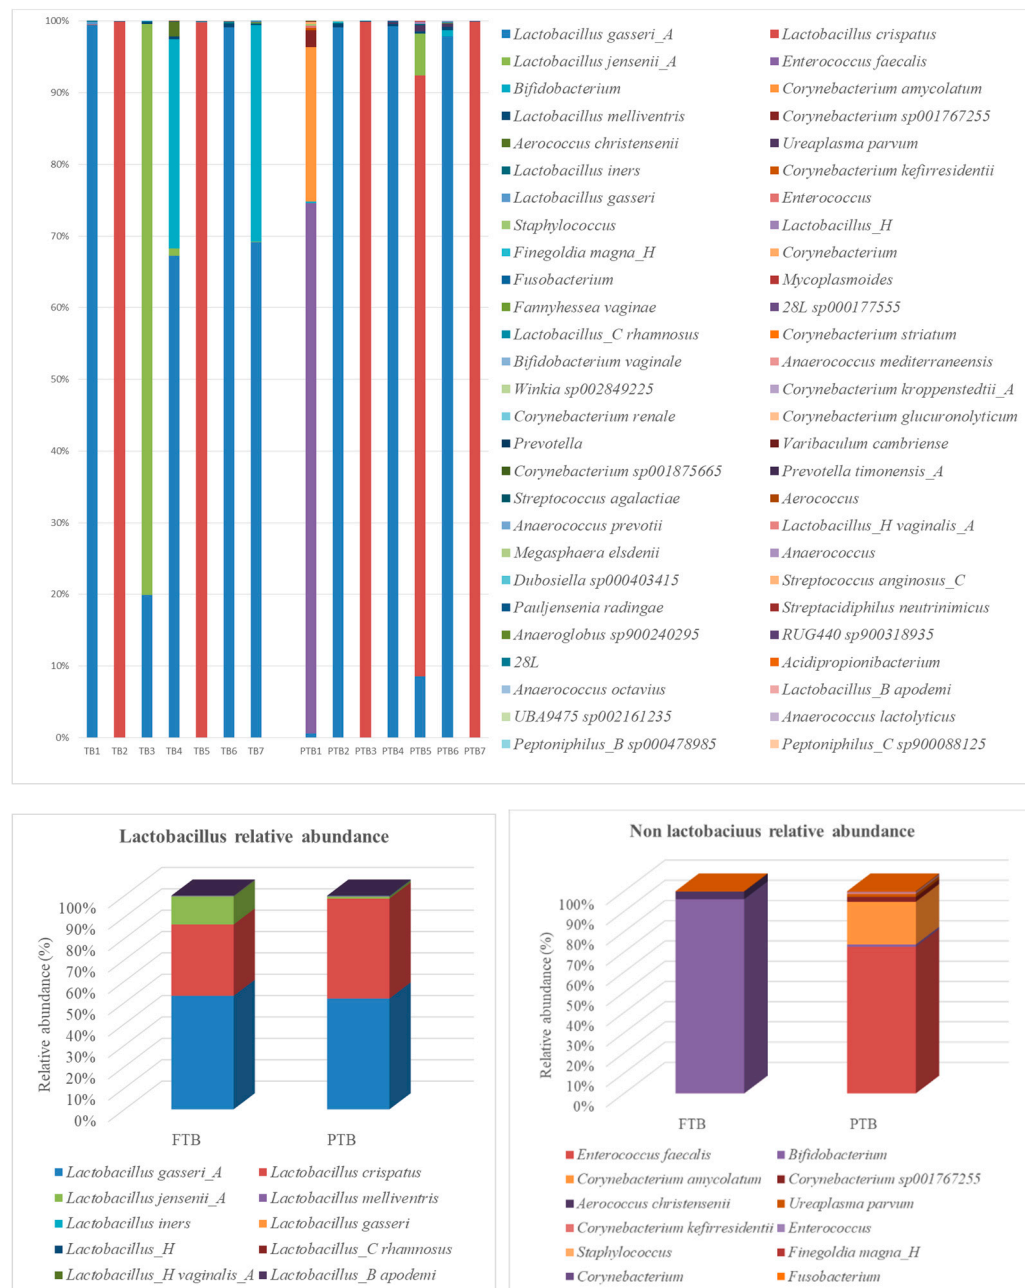 100%
90%
80%
70%
60%
50%
40%
30%
20%
10%
0%
TB1 TB2 TB3 TB4 TB5 TB6 TB7 PTB1 PTB2 PTB3 PTB4 PTB5 PTB6 PTB7
Lactobacillus gasseri_A Lactobacillus crispatus
Lactobacillus jensenii_A Enterococcus faecalis
Bifidobacterium Corynebacterium amycolatum
Lactobacillus melliventris Corynebacterium sp001767255
Aerococcus christensenii Ureaplasma parvum
Lactobacillus iners Corynebacterium kefirresidentii
Lactobacillus gasseri Enterococcus
Staphylococcus Lactobacillus_H
Finegoldia magna_H Corynebacterium
Fusobacterium Mycoplasmoides
Fannyhessea vaginae 28L sp000177555
Lactobacillus_C rhamnosus Corynebacterium striatum
Bifidobacterium vaginale Anaerococcus mediterraneensis
Winkia sp002849225 Corynebacterium kroppenstedtii_A
Corynebacterium renale Corynebacterium glucuronolyticum
Prevotella Varibaculum cambriense
Corynebacterium sp001875665 Prevotella timonensis_A
Streptococcus agalactiae Aerococcus
Anaerococcus prevotii Lactobacillus_H vaginalis_A
Megasphaera elsdenii Anaerococcus
Dubosiella sp000403415 Streptococcus anginosus_C
Pauljensenia radingae Streptacidiphilus neutrinimicus
Anaeroglobus sp900240295 RUG440 sp900318935
28L Acidipropionibacterium
Anaerococcus octavius Lactobacillus_B apodemi
UBA9475 sp002161235 Anaerococcus lactolyticus
Peptoniphilus_B sp000478985 Peptoniphilus_C sp900088125
Lactobacillus relative abundance
Relative abundance (%)
100%
90%
80%
70%
60%
50%
40%
30%
20%
10%
0%
FTB PTB
Lactobacillus gasseri_A Lactobacillus crispatus
Lactobacillus jensenii_A Lactobacillus melliventris
Lactobacillus iners Lactobacillus gasseri
Lactobacillus_H Lactobacillus_C rhamnosus
Lactobacillus_H vaginalis_A Lactobacillus_B apodemi
Non lactobaciuus relative abundance
Relative abundance (%)
100%
90%
80%
70%
60%
50%
40%
30%
20%
10%
0%
FTB PTB
Enterococcus faecalis Bifidobacterium
Corynebacterium amycolatum Corynebacterium sp001767255
Aerococcus christensenii Ureaplasma parvum
Corynebacterium kefirresidentii Enterococcus
Staphylococcus Finegoldia magna_H
Corynebacterium Fusobacterium